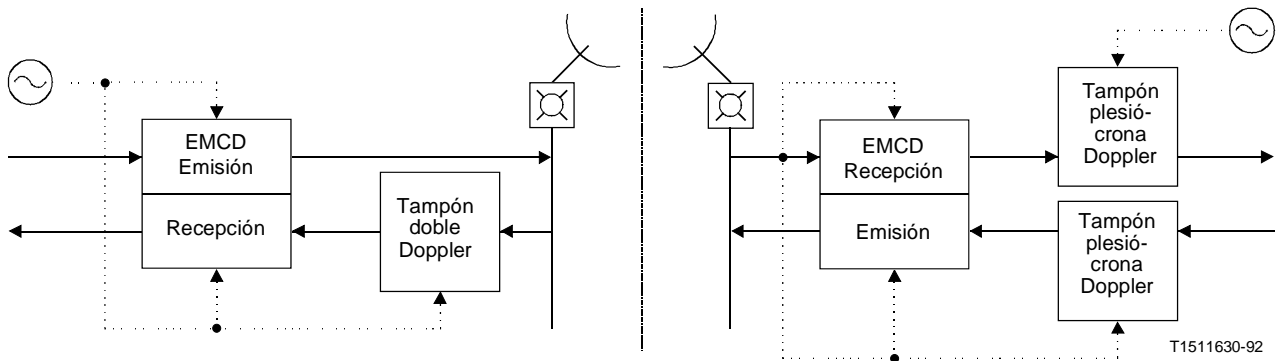 EMCD
Emisión
Recepción
Tampón
doble
Doppler
EMCD
Recepción
Emisión
Tampón
plesió-
crona
Doppler
Tampón
plesió-
crona
Doppler
T1511630-92